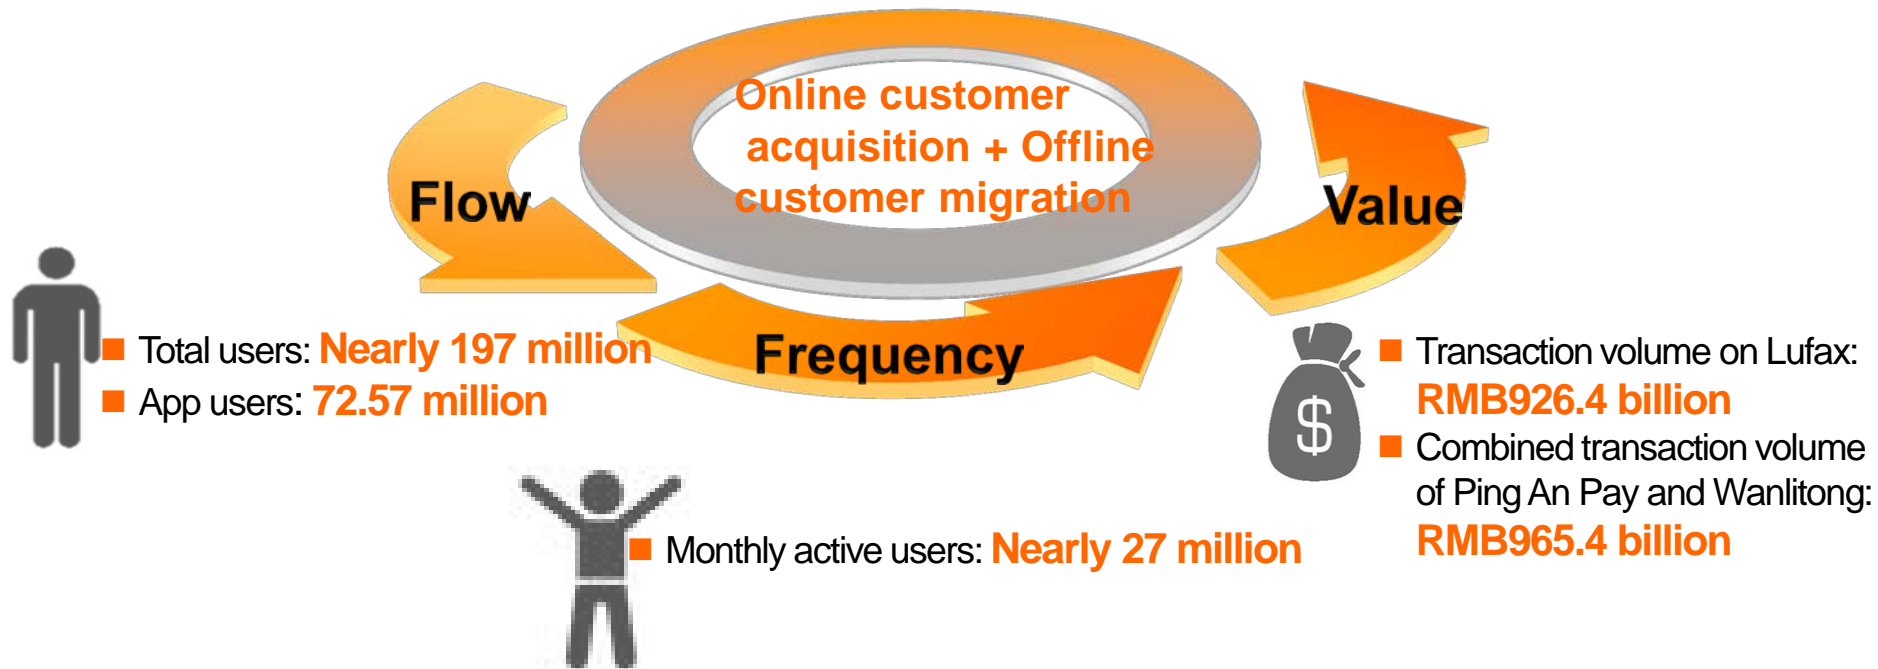 Online customer
acquisition + Offline
customer migration
Flow
Value
Frequency
■ Total users: Nearly 197 million
■ App users: 72.57 million
■ Monthly active users: Nearly 27 million
$
■ Transaction volume on Lufax:
RMB926.4 billion
■ Combined transaction volume
of Ping An Pay and Wanlitong:
RMB965.4 billion